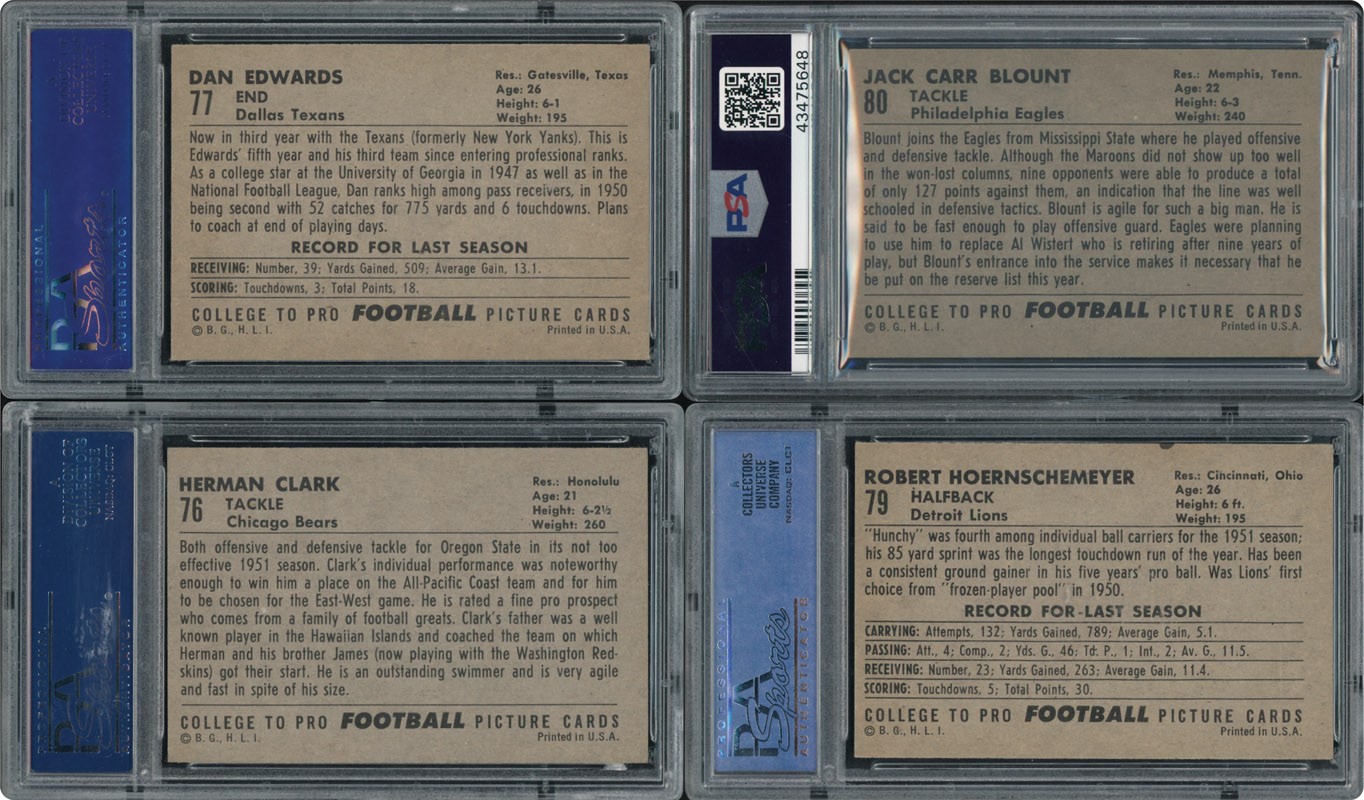 DAN EDWARDS
77
END
Dallas Texans
Res.: Gatesville, Texas
Age: 26
Height: 6-1
Weight: 195
Now in third year with the Texans (formerly New York Yanks). This is
Edwards' fifth year and his third team since entering professional ranks.
As a college star at the University of Georgia in 1947 as well as in the
National Football League, Dan ranks high among pass receivers, in 1950
being second with 52 catches for 775 yards and 6 touchdowns. Plans
to coach at end of playing days.
RECORD FOR LAST SEASON
RECEIVING: Number, 39; Yards Gained, 509; Average Gain, 13.1.
SCORING: Touchdowns, 3; Total Points, 18.
COLLEGE TO PRO FOOTBALL PICTURE CARDS
© B. G., H. L. I.
Printed in U.S.A.
PSA
43475648
JACK CARR BLOUNT
80
TACKLE
Philadelphia Eagles
Res.: Memphis, Tenn.
Age: 22
Height: 6-3
Weight: 240
Blount joins the Eagles from Mississippi State where he played offensive
and defensive tackle. Although the Maroons did not show up too well
in the won-lost columns, nine opponents were able to produce a total
of only 127 points against them, an indication that the line was well
schooled in defensive tactics. Blount is agile for such a big man. He is
said to be fast enough to play offensive guard. Eagles were planning
to use him to replace Al Wistert who is retiring after nine years of
play, but Blount's entrance into the service makes it necessary that he
be put on the reserve list this year.
COLLEGE TO PRO FOOTBALL PICTURE CARDS
© B. G., H. L. I.
Printed in U.S.A.
HERMAN CLARK
76
TACKLE
Chicago Bears
Res.: Honolulu
Age: 21
Height: 6-2½
Weight: 260
Both offensive and defensive tackle for Oregon State in its not too
effective 1951 season. Clark's individual performance was noteworthy
enough to win him a place on the All-Pacific Coast team and for him
to be chosen for the East-West game. He is rated a fine pro prospect
who comes from a family of football greats. Clark's father was a well
known player in the Hawaiian Islands and coached the team on which
Herman and his brother James (now playing with the Washington Red-
skins) got their start. He is an outstanding swimmer and is very agile
and fast in spite of his size.
COLLEGE TO PRO FOOTBALL PICTURE CARDS
© B. G., H. L. I.
Printed in U.S.A.
A
COLLECTORS
UNIVERSE
COMPANY
NASDAQ: CLCT
PROFESSIONAL
PSA
Sports
AUTHENTICATOR
ROBERT HOERNSCHEMEYER
79
HALFBACK
Detroit Lions
Res.: Cincinnati, Ohio
Age: 26
Height: 6 ft.
Weight: 195
"Hunchy" was fourth among individual ball carriers for the 1951 season;
his 85 yard sprint was the longest touchdown run of the year. Has been
a consistent ground gainer in his five years' pro ball. Was Lions' first
choice from "frozen-player pool" in 1950.
RECORD FOR LAST SEASON
CARRYING: Attempts, 132; Yards Gained, 789; Average Gain, 5.1.
PASSING: Att., 4; Comp., 2; Yds. G., 46; Td: P., 1; Int., 2; Av. G., 11.5.
RECEIVING: Number, 23; Yards Gained, 263; Average Gain, 11.4.
SCORING: Touchdowns, 5; Total Points, 30.
COLLEGE TO PRO FOOTBALL PICTURE CARDS
© B. G., H. L. I.
Printed in U.S.A.